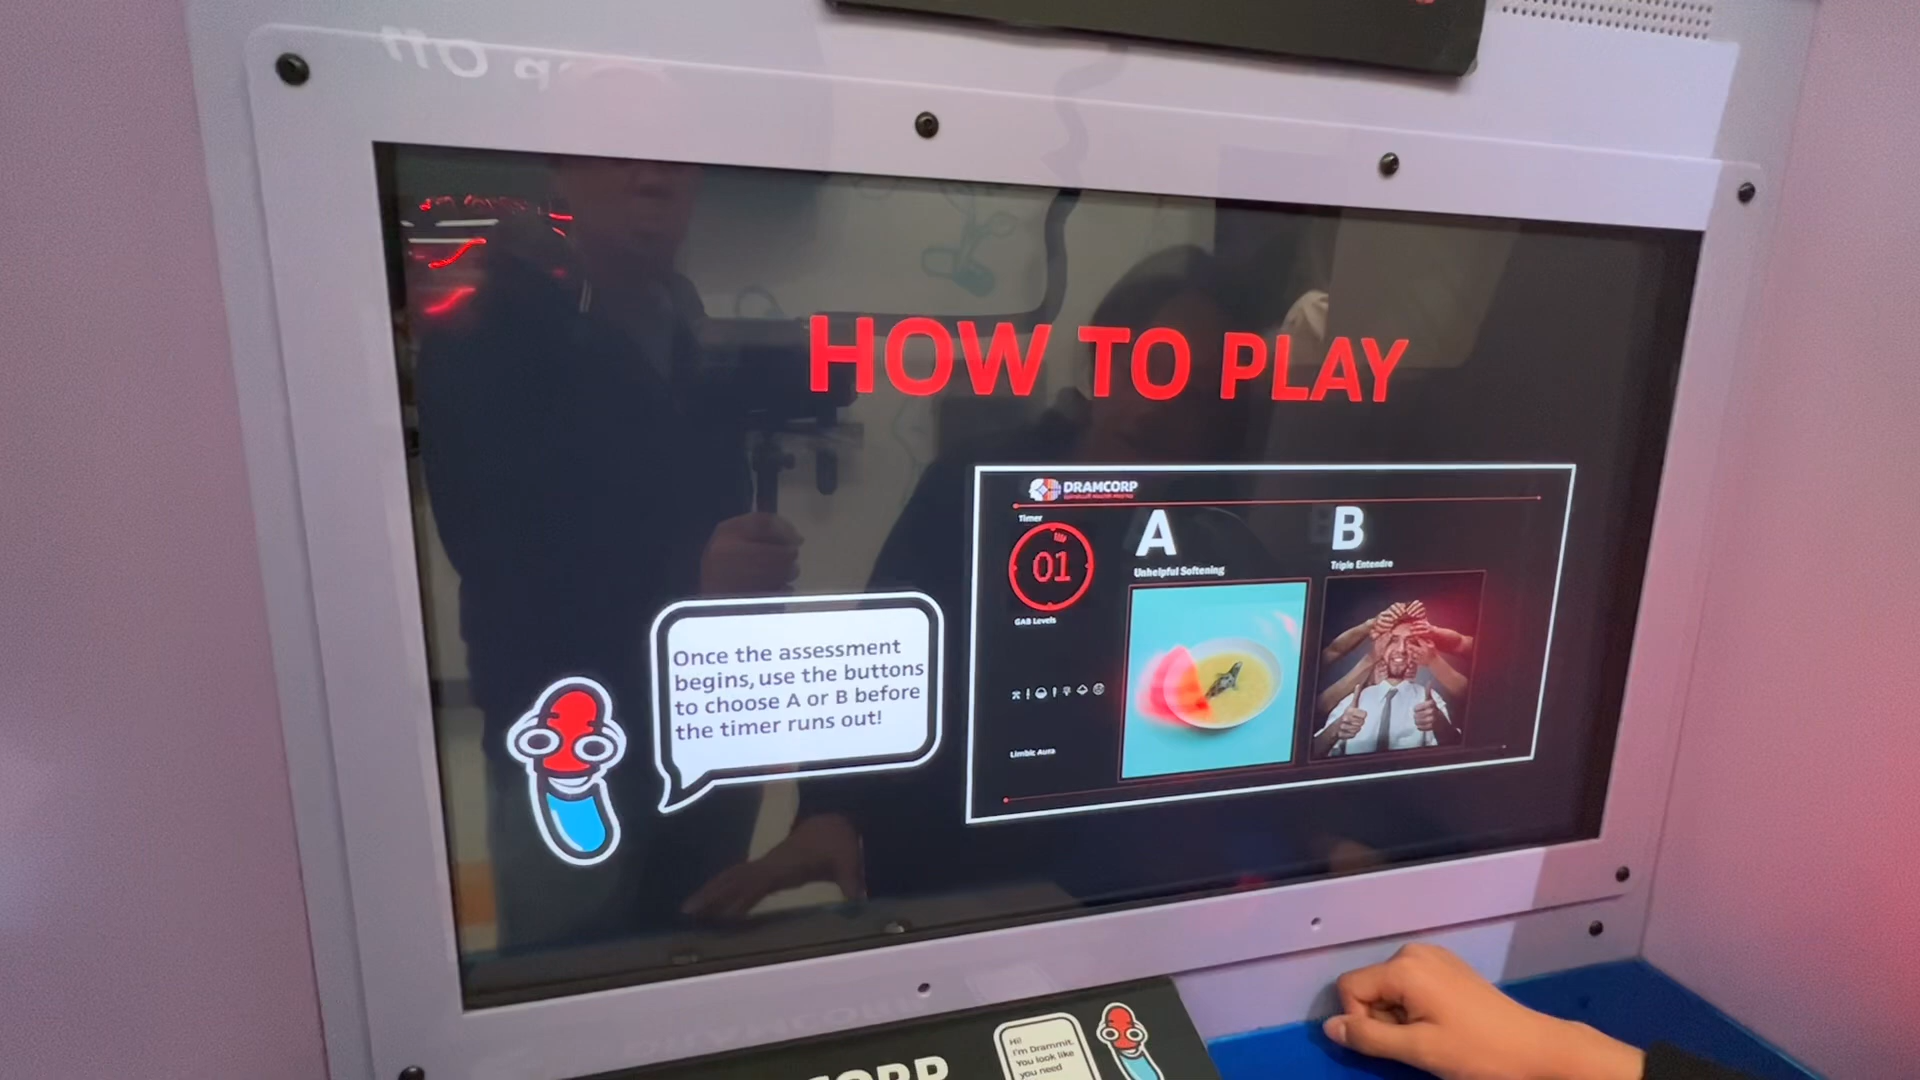 HOW TO PLAY
Once the assessment
begins, use the buttons
to choose A or B before
the timer runs out!
DRAMCORP
Timer
01
GAB Levels
Limbic Aura
A
Unhelpful Softening
B
Triple Entendre
CORP
Hi!
I'm Drammit.
You look like
you need